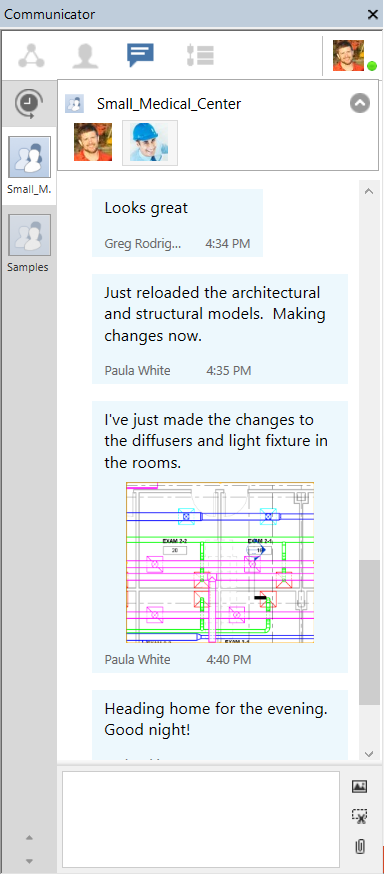 Communicator
Small_Medical_Center
Small_M.
Samples
Looks great
Greg Rodrig... 4:34 PM
Just reloaded the architectural
and structural models. Making
changes now.
Paula White 4:35 PM
I've just made the changes to
the diffusers and light fixture in
the rooms.
EXAM 2-2 EXAM 2-1
20
Paula White 4:40 PM
Heading home for the evening.
Good night!